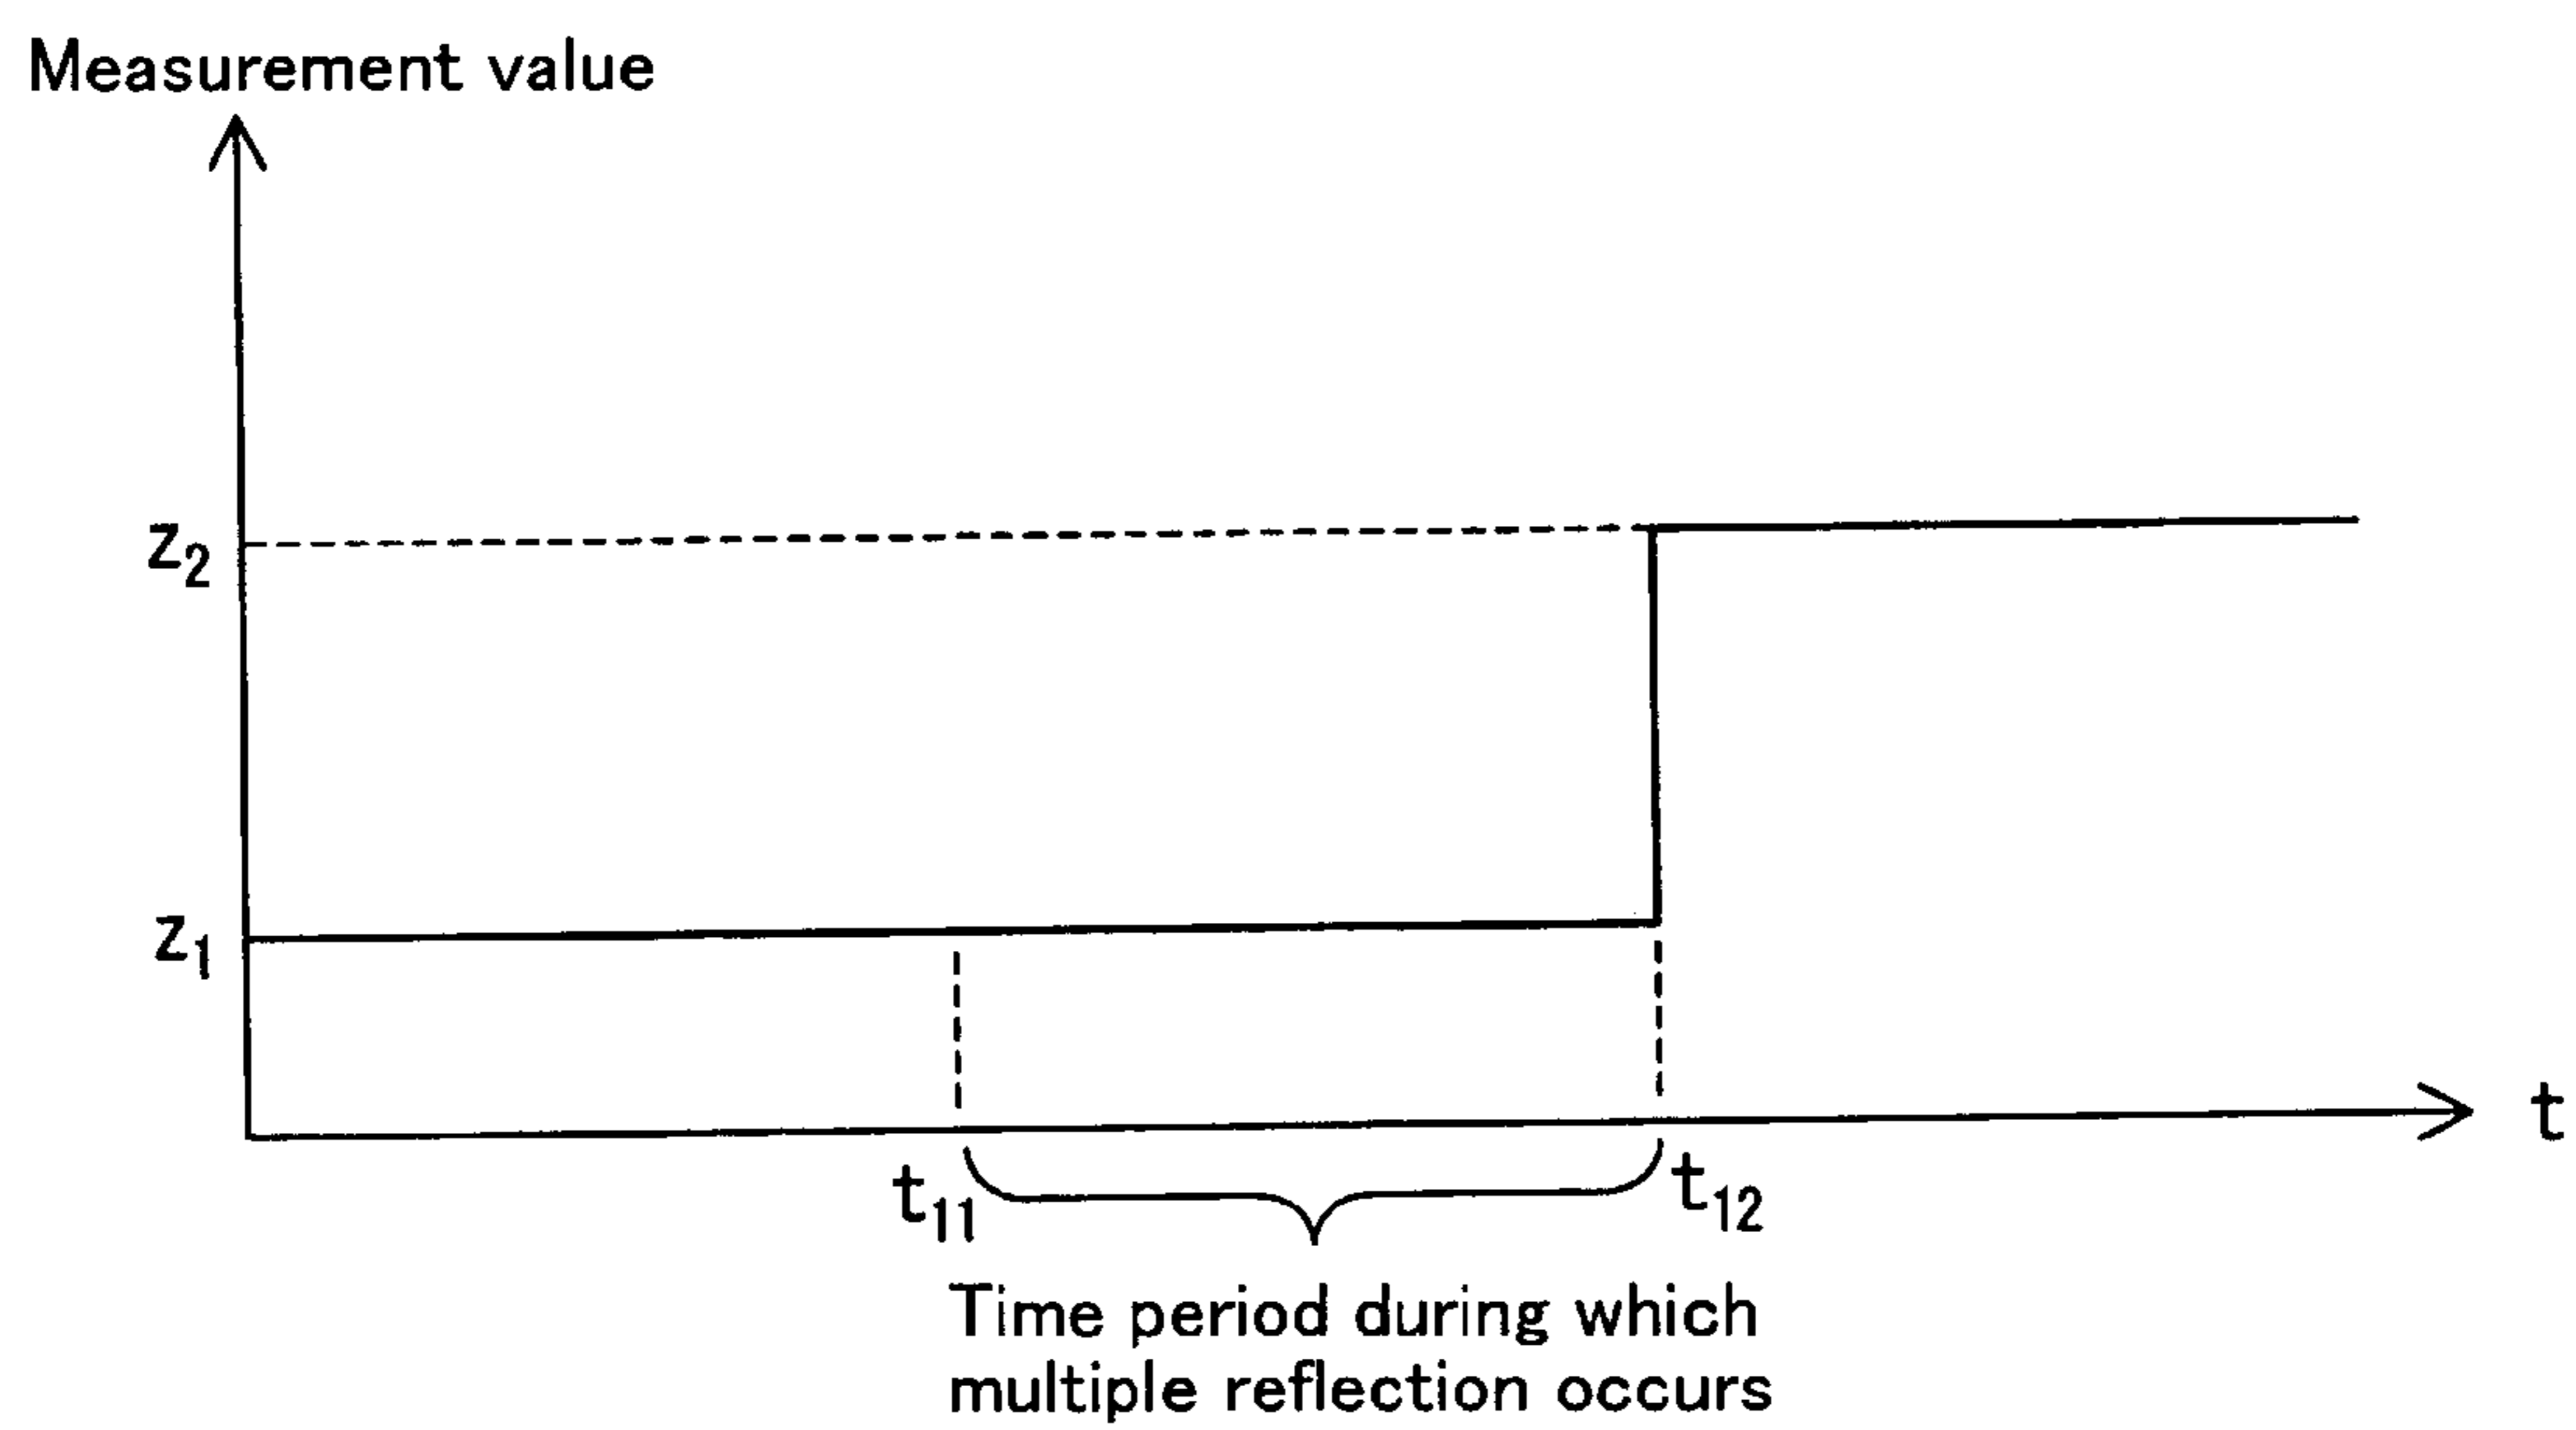 Measurement value
z2
z1
t
t11
t12
Time period during which
multiple reflection occurs